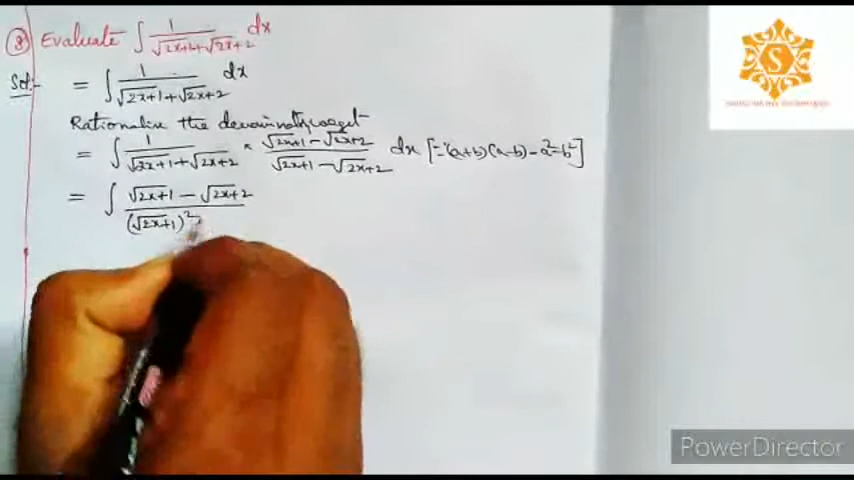 8 Evaluate ∫ 1/(√2x+1+√2x+2) dx
Sol:- = ∫ 1/(√2x+1+√2x+2) dx
Rationalise the denominator, we get
= ∫ 1/(√2x+1+√2x+2) × (√2x+1-√2x+2)/(√2x+1-√2x+2) dx [∵(a+b)(a-b)=a²-b²]
= ∫ (√2x+1-√2x+2)/(√2x+1)²
S
PowerDirector